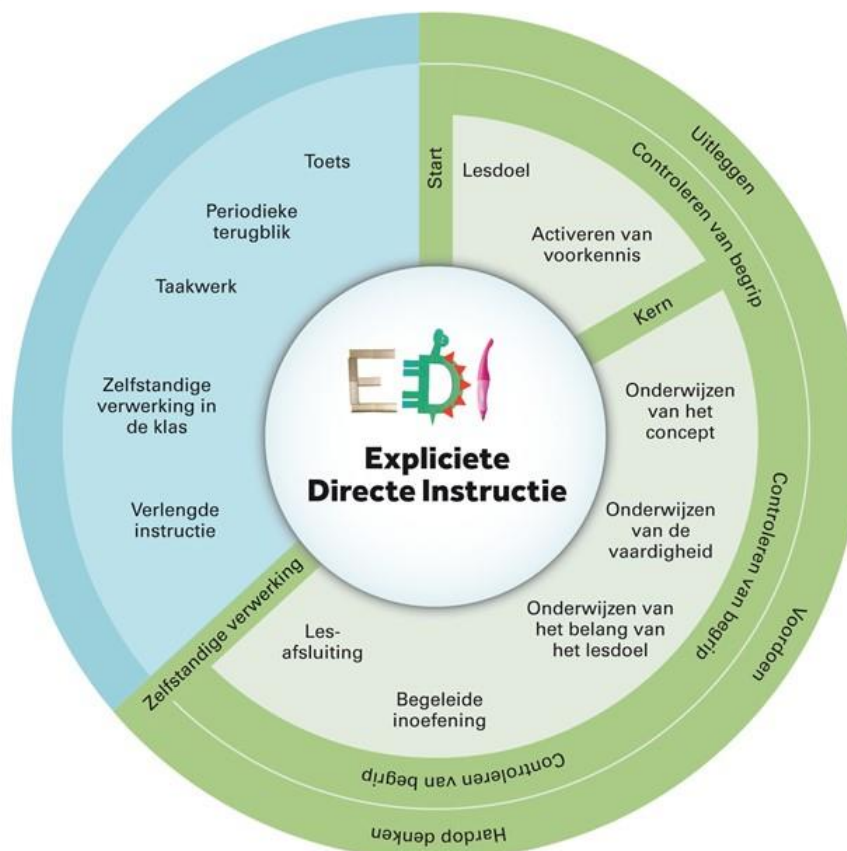 Start
Lesdoel
Activeren van
voorkennis
Kern
Onderwijzen
van het
concept
Onderwijzen
van de
vaardigheid
Onderwijzen van
het belang van
het lesdoel
Begeleide
inoefening
Les-
afsluiting
Zelfstandige verwerking
Verlengde
instructie
Zelfstandige
verwerking in
de klas
Taakwerk
Periodieke
terugblik
Toets
Controleren van begrip
Controleren van begrip
Controleren van begrip
Uitleggen
Voordoen
Hardop denken
EDI
Expliciete
Directe Instructie